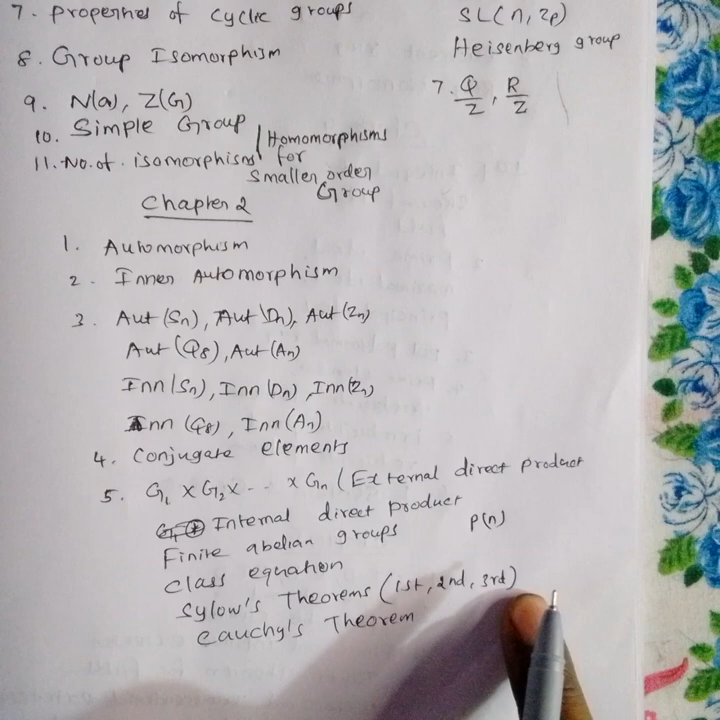 7. Properties of cyclic groups
SL(n, Zp)
Heisenberg group
8. Group Isomorphism
7. Q/Z, R/Z
9. N(a), Z(G)
10. Simple Group
11. No. of. isomorphisms / Homomorphisms
for
Smaller order
Group
Chapter 2
1. Automorphism
2. Inner Automorphism
3. Aut(Sn), Aut(Dn), Aut(Zn)
Aut(Q8), Aut(An)
Inn(Sn), Inn(Dn), Inn(Zn)
Inn(Q8), Inn(An)
4. Conjugate elements
5. G1 x G2 x .. x Gn (External direct product
Internal direct product
Finite abelian groups p(n)
Class equation
Sylow's Theorems (1st, 2nd, 3rd)
Cauchy's Theorem